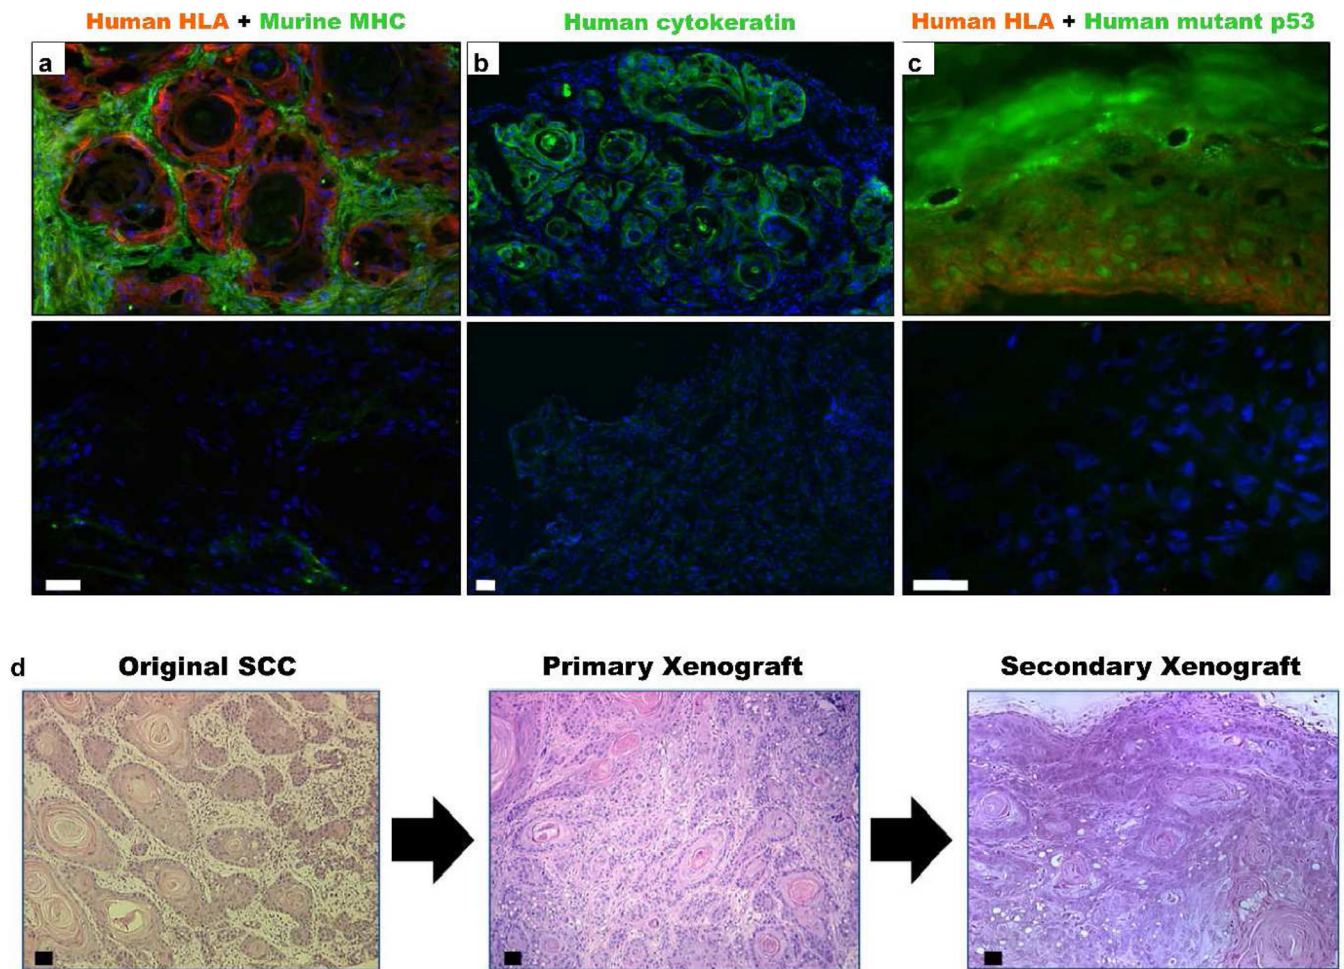 Human HLA + Murine MHC
Human cytokeratin
Human HLA + Human mutant p53
a
b
c
d
Original SCC
Primary Xenograft
Secondary Xenograft